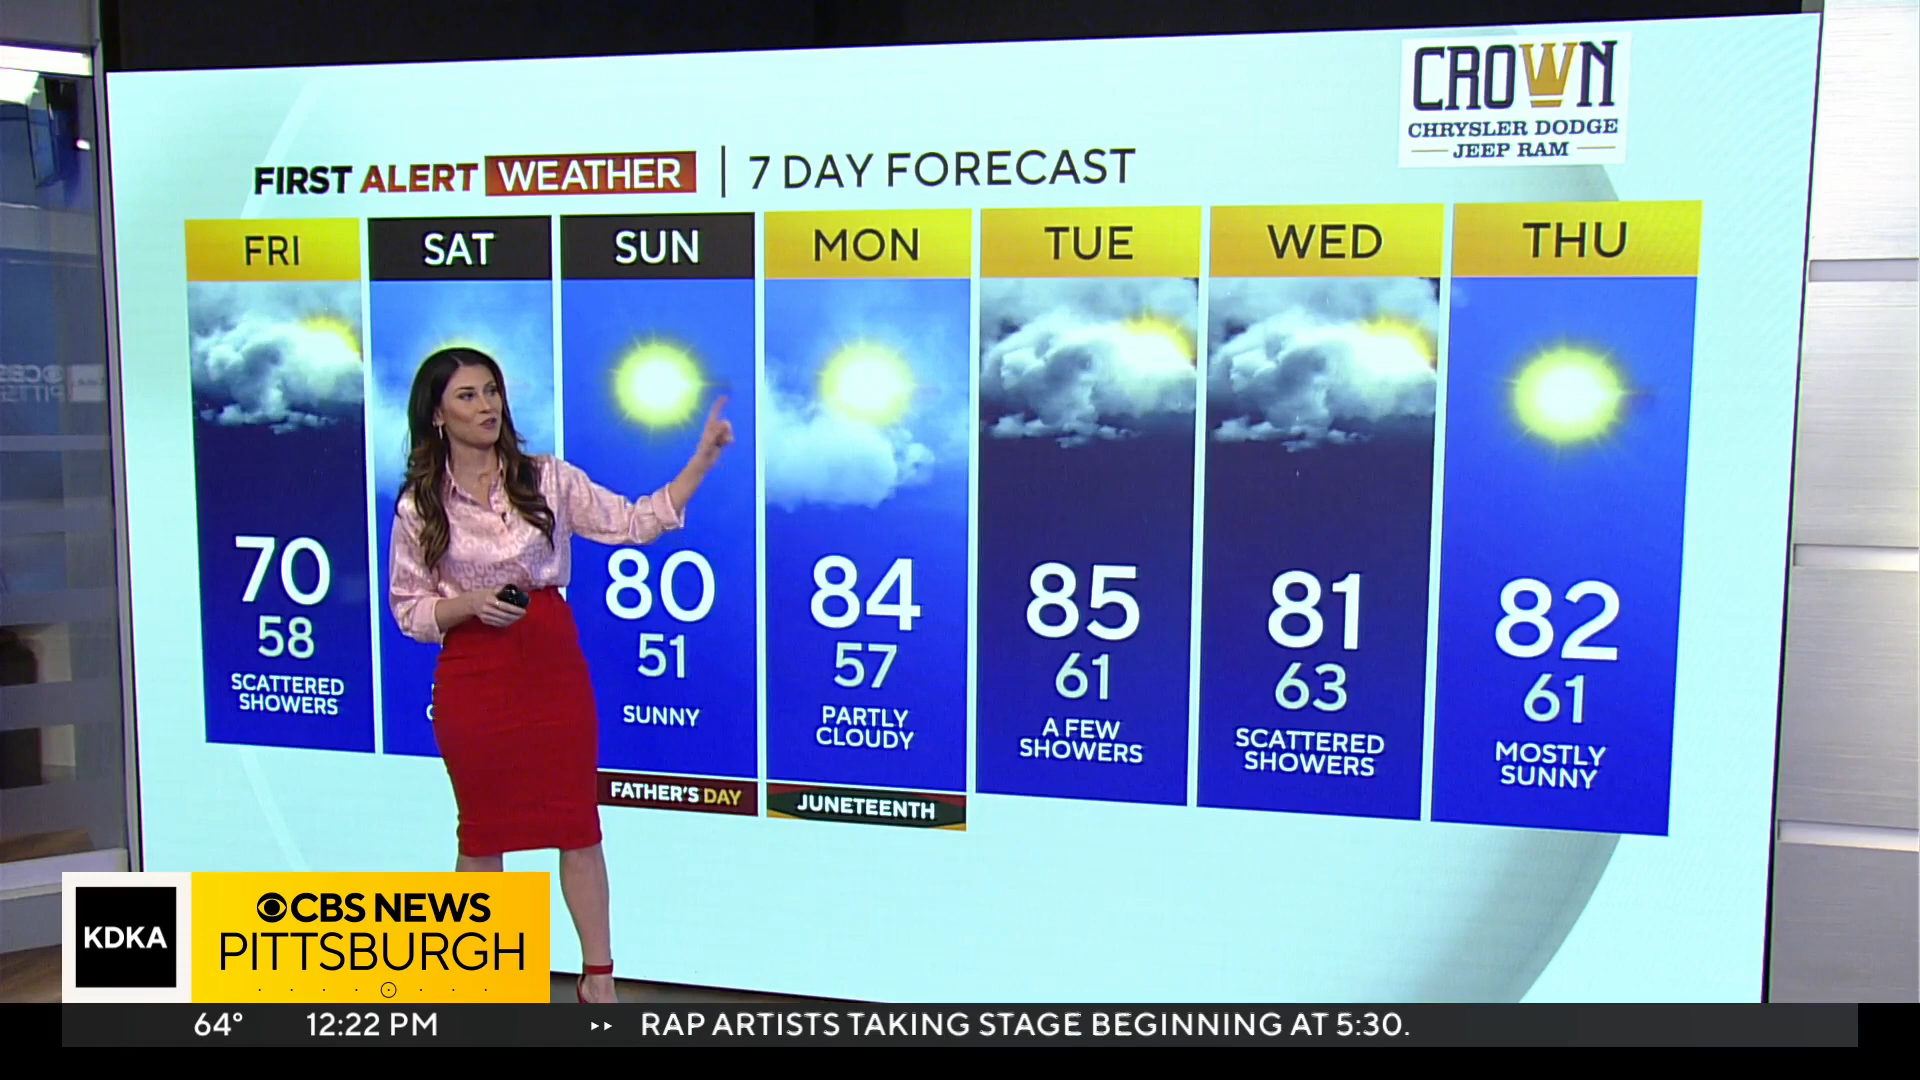 CROWN
CHRYSLER DODGE
JEEP RAM
FIRST ALERT WEATHER | 7 DAY FORECAST
FRI
SAT
SUN
MON
TUE
WED
THU
70
58
SCATTERED
SHOWERS
80
51
SUNNY
FATHER'S DAY
84
57
PARTLY
CLOUDY
JUNETEENTH
85
61
A FEW
SHOWERS
81
63
SCATTERED
SHOWERS
82
61
MOSTLY
SUNNY
KDKA
CBS NEWS
PITTSBURGH
64° 12:22 PM RAP ARTISTS TAKING STAGE BEGINNING AT 5:30.